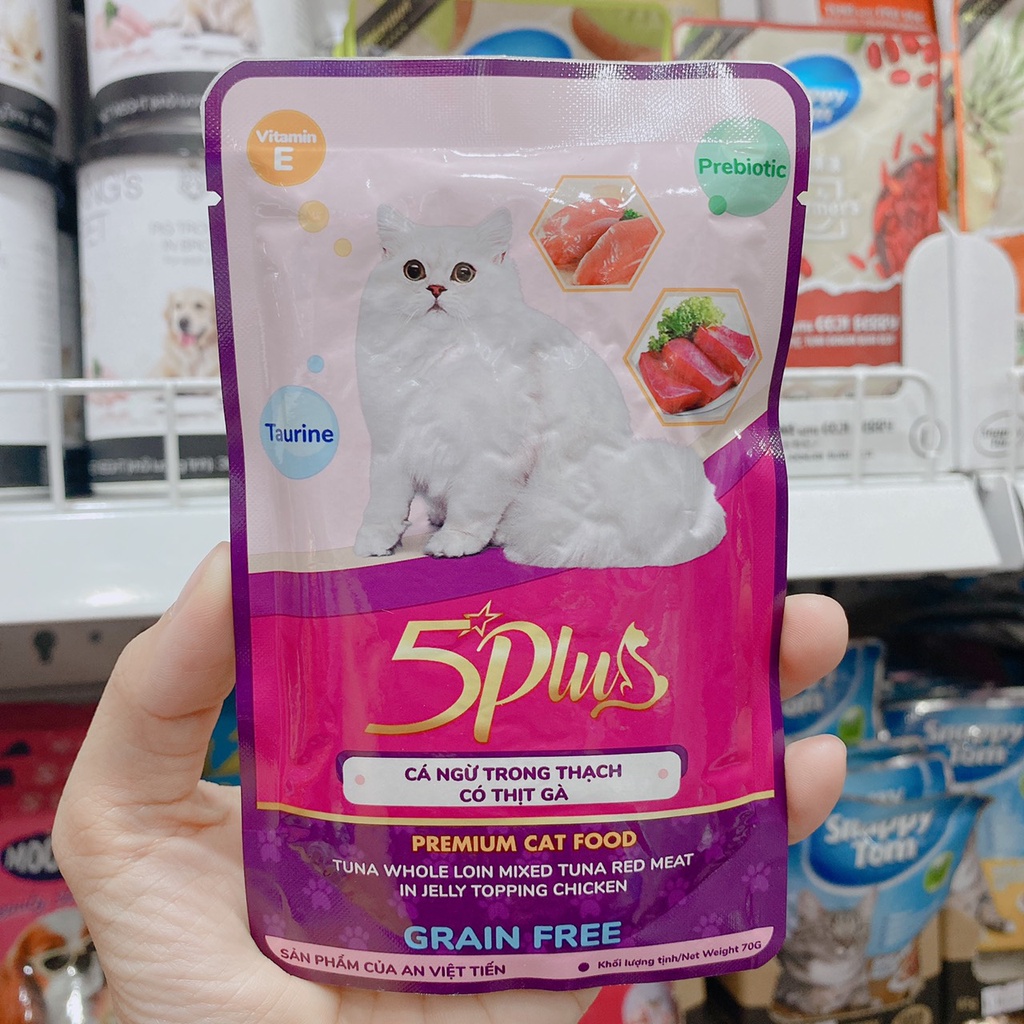 Vitamin
E
Prebiotic
Taurine
5Plus
CÁ NGỪ TRONG THẠCH
CÓ THỊT GÀ
PREMIUM CAT FOOD
TUNA WHOLE LOIN MIXED TUNA RED MEAT
IN JELLY TOPPING CHICKEN
GRAIN FREE
SẢN PHẨM CỦA AN VIỆT TIẾN
Khối lượng tịnh/Net Weight 70G
Snappy
Tom
Snappy
Tom